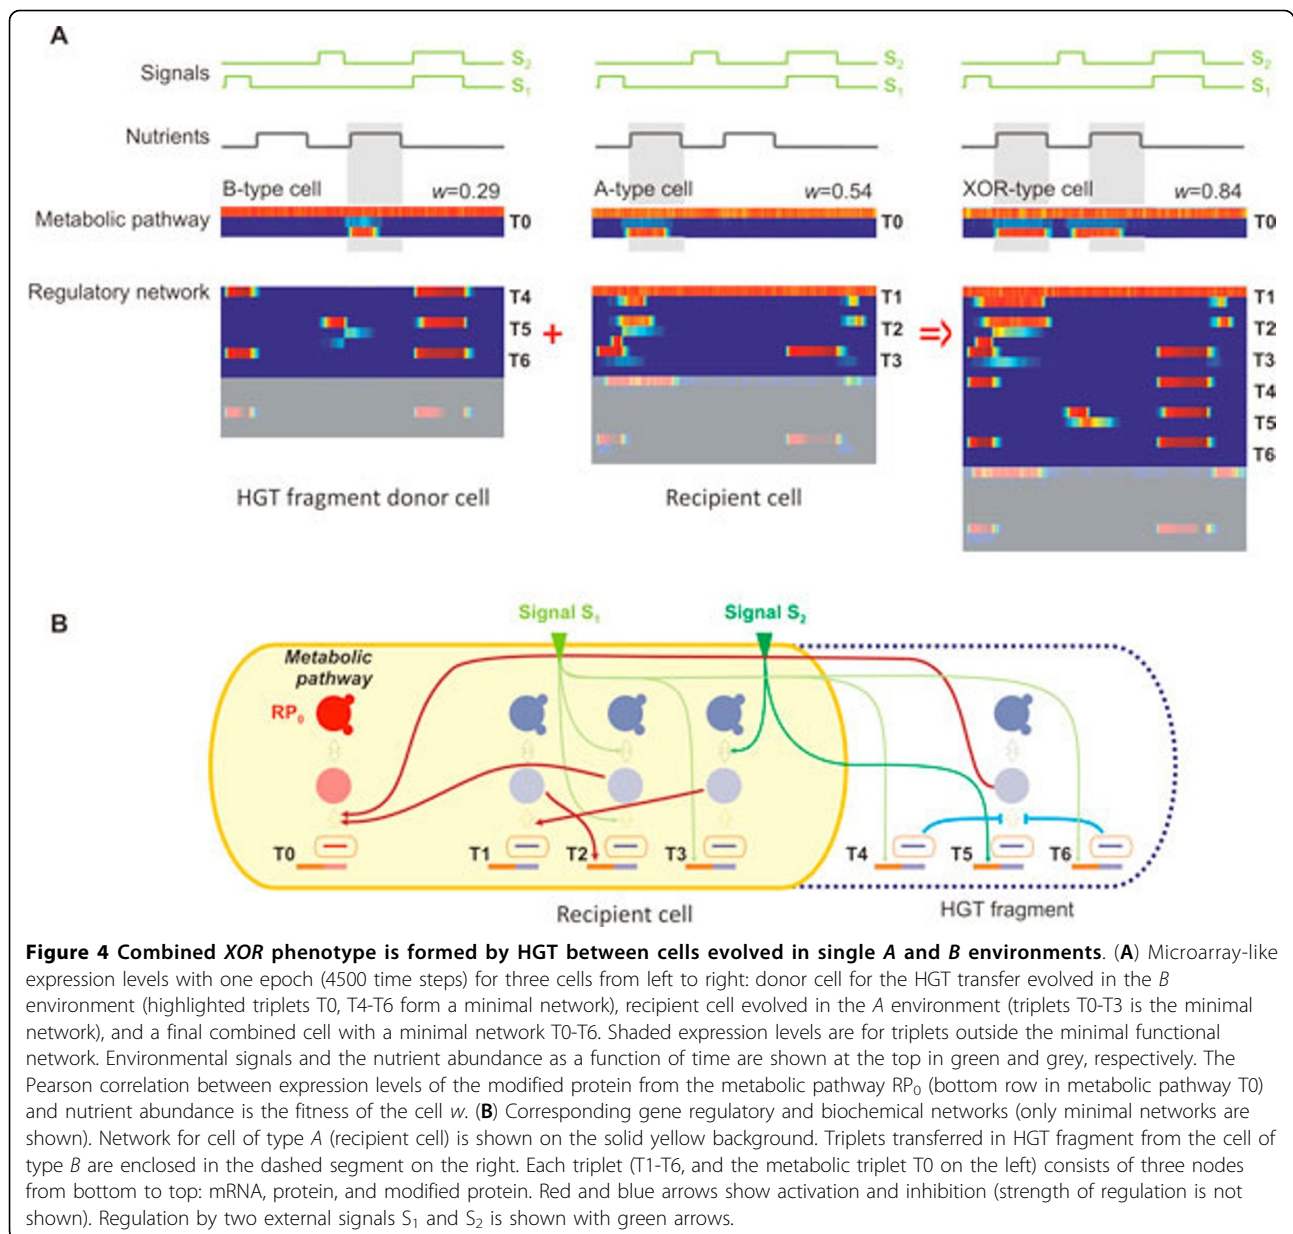 A
Signals
S2
S1
S2
S1
S2
S1
Nutrients
B-type cell
w=0.29
A-type cell
w=0.54
XOR-type cell
w=0.84
Metabolic pathway
T0
T0
T0
Regulatory network
T4
T5
T6
+
T1
T2
T3
=>
T1
T2
T3
T4
T5
T6
HGT fragment donor cell
Recipient cell
B
Signal S1
Signal S2
Metabolic
pathway
RP0
T0
T1
T2
T3
T4
T5
T6
Recipient cell
HGT fragment
Figure 4 Combined XOR phenotype is formed by HGT between cells evolved in single A and B environments. (A) Microarray-like
expression levels with one epoch (4500 time steps) for three cells from left to right: donor cell for the HGT transfer evolved in the B
environment (highlighted triplets T0, T4-T6 form a minimal network), recipient cell evolved in the A environment (triplets T0-T3 is the minimal
network), and a final combined cell with a minimal network T0-T6. Shaded expression levels are for triplets outside the minimal functional
network. Environmental signals and the nutrient abundance as a function of time are shown at the top in green and grey, respectively. The
Pearson correlation between expression levels of the modified protein from the metabolic pathway RP0 (bottom row in metabolic pathway T0)
and nutrient abundance is the fitness of the cell w. (B) Corresponding gene regulatory and biochemical networks (only minimal networks are
shown). Network for cell of type A (recipient cell) is shown on the solid yellow background. Triplets transferred in HGT fragment from the cell of
type B are enclosed in the dashed segment on the right. Each triplet (T1-T6, and the metabolic triplet T0 on the left) consists of three nodes
from bottom to top: mRNA, protein, and modified protein. Red and blue arrows show activation and inhibition (strength of regulation is not
shown). Regulation by two external signals S1 and S2 is shown with green arrows.